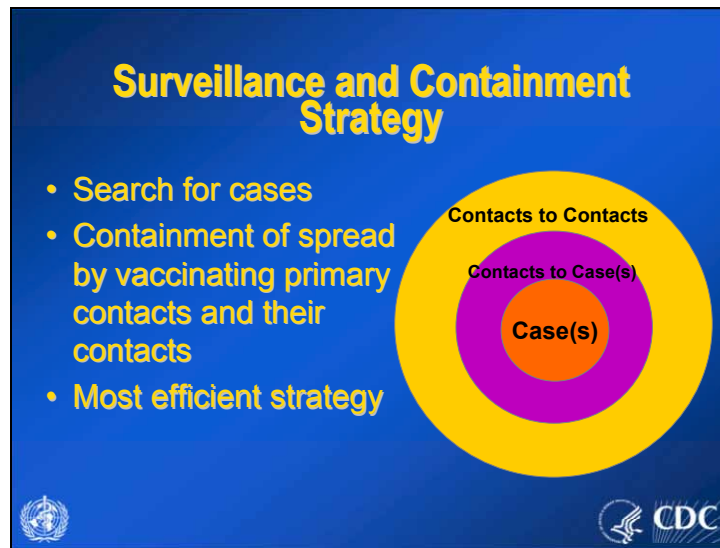 Surveillance and Containment
Strategy
• Search for cases
• Containment of spread
by vaccinating primary
contacts and their
contacts
• Most efficient strategy
Contacts to Contacts
Contacts to Case(s)
Case(s)
CDC